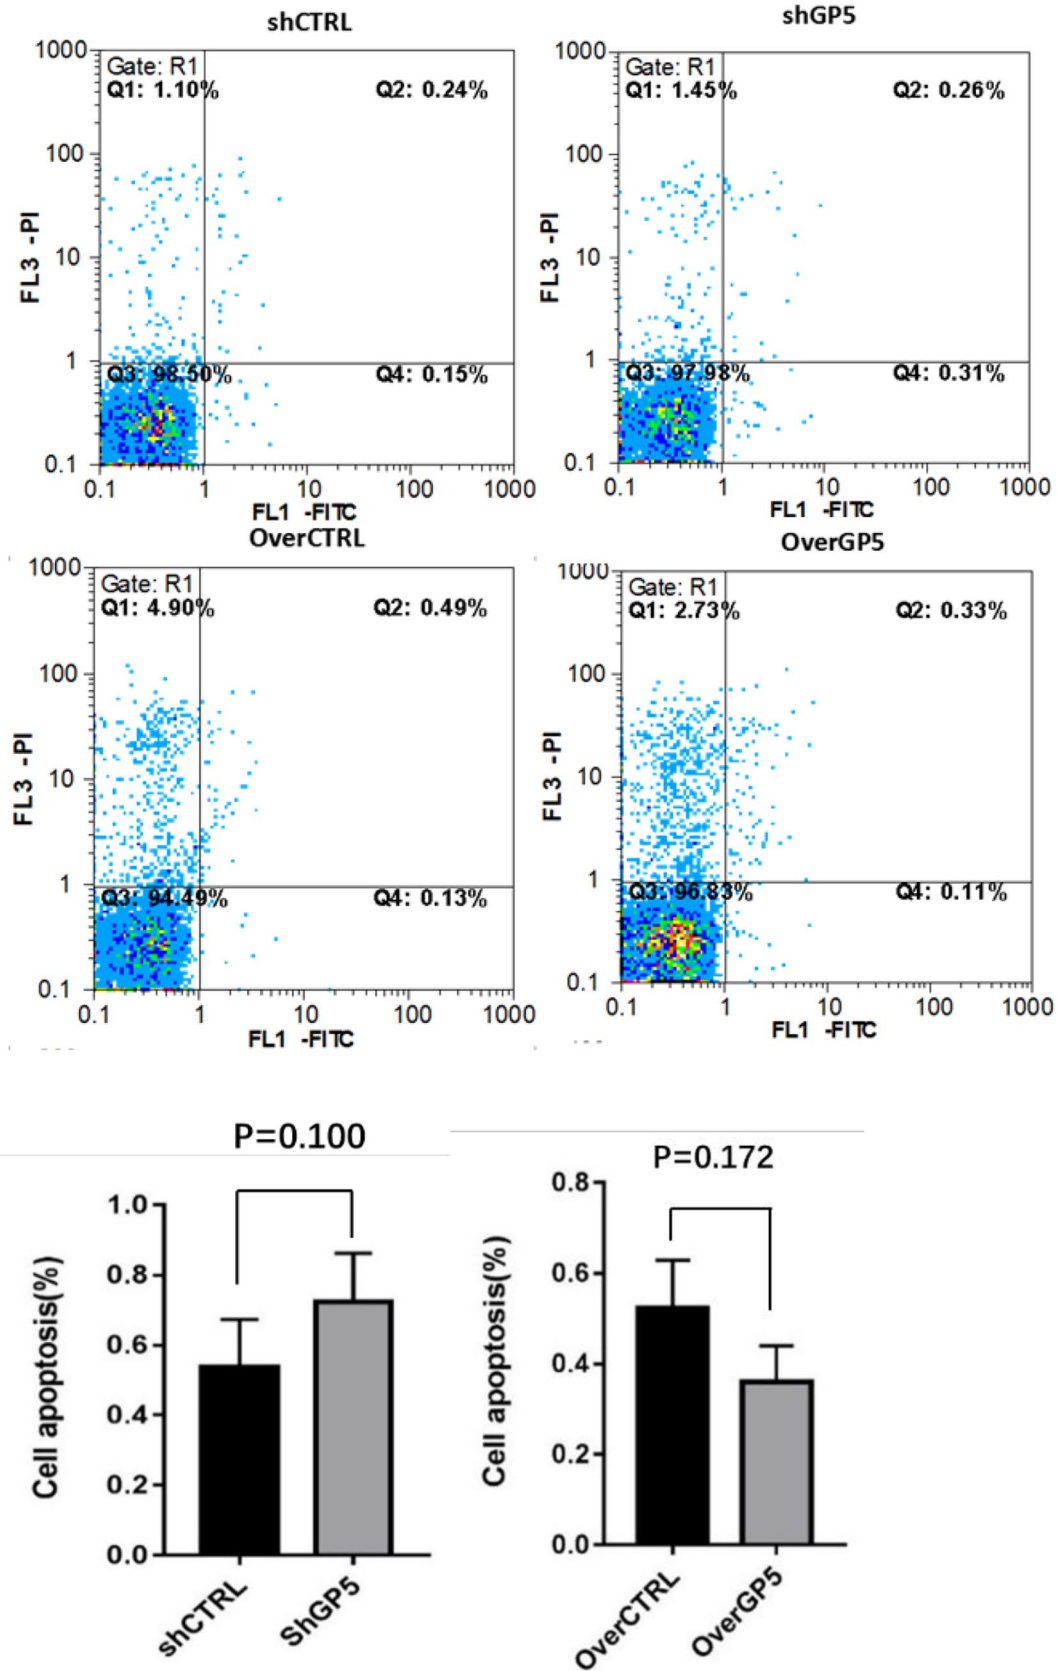 shCTRL
shGP5
1000
Gate: R1
Q1: 1.10%
Q2: 0.24%
100
10
1
Q3: 98.50%
Q4: 0.15%
0.1
0.1
1
10
100
1000
FL3 -PI
FL1 -FITC
1000
Gate: R1
Q1: 1.45%
Q2: 0.26%
100
10
1
Q3: 97.98%
Q4: 0.31%
0.1
0.1
1
10
100
1000
FL3 -PI
FL1 -FITC
OverCTRL
OverGP5
1000
Gate: R1
Q1: 4.90%
Q2: 0.49%
100
10
1
Q3: 94.49%
Q4: 0.13%
0.1
0.1
1
10
100
1000
FL3 -PI
FL1 -FITC
1000
Gate: R1
Q1: 2.73%
Q2: 0.33%
100
10
1
Q3: 96.83%
Q4: 0.11%
0.1
0.1
1
10
100
1000
FL3 -PI
FL1 -FITC
P=0.100
1.0
0.8
0.6
0.4
0.2
0.0
Cell apoptosis(%)
shCTRL
ShGP5
P=0.172
0.8
0.6
0.4
0.2
0.0
Cell apoptosis(%)
OverCTRL
OverGP5